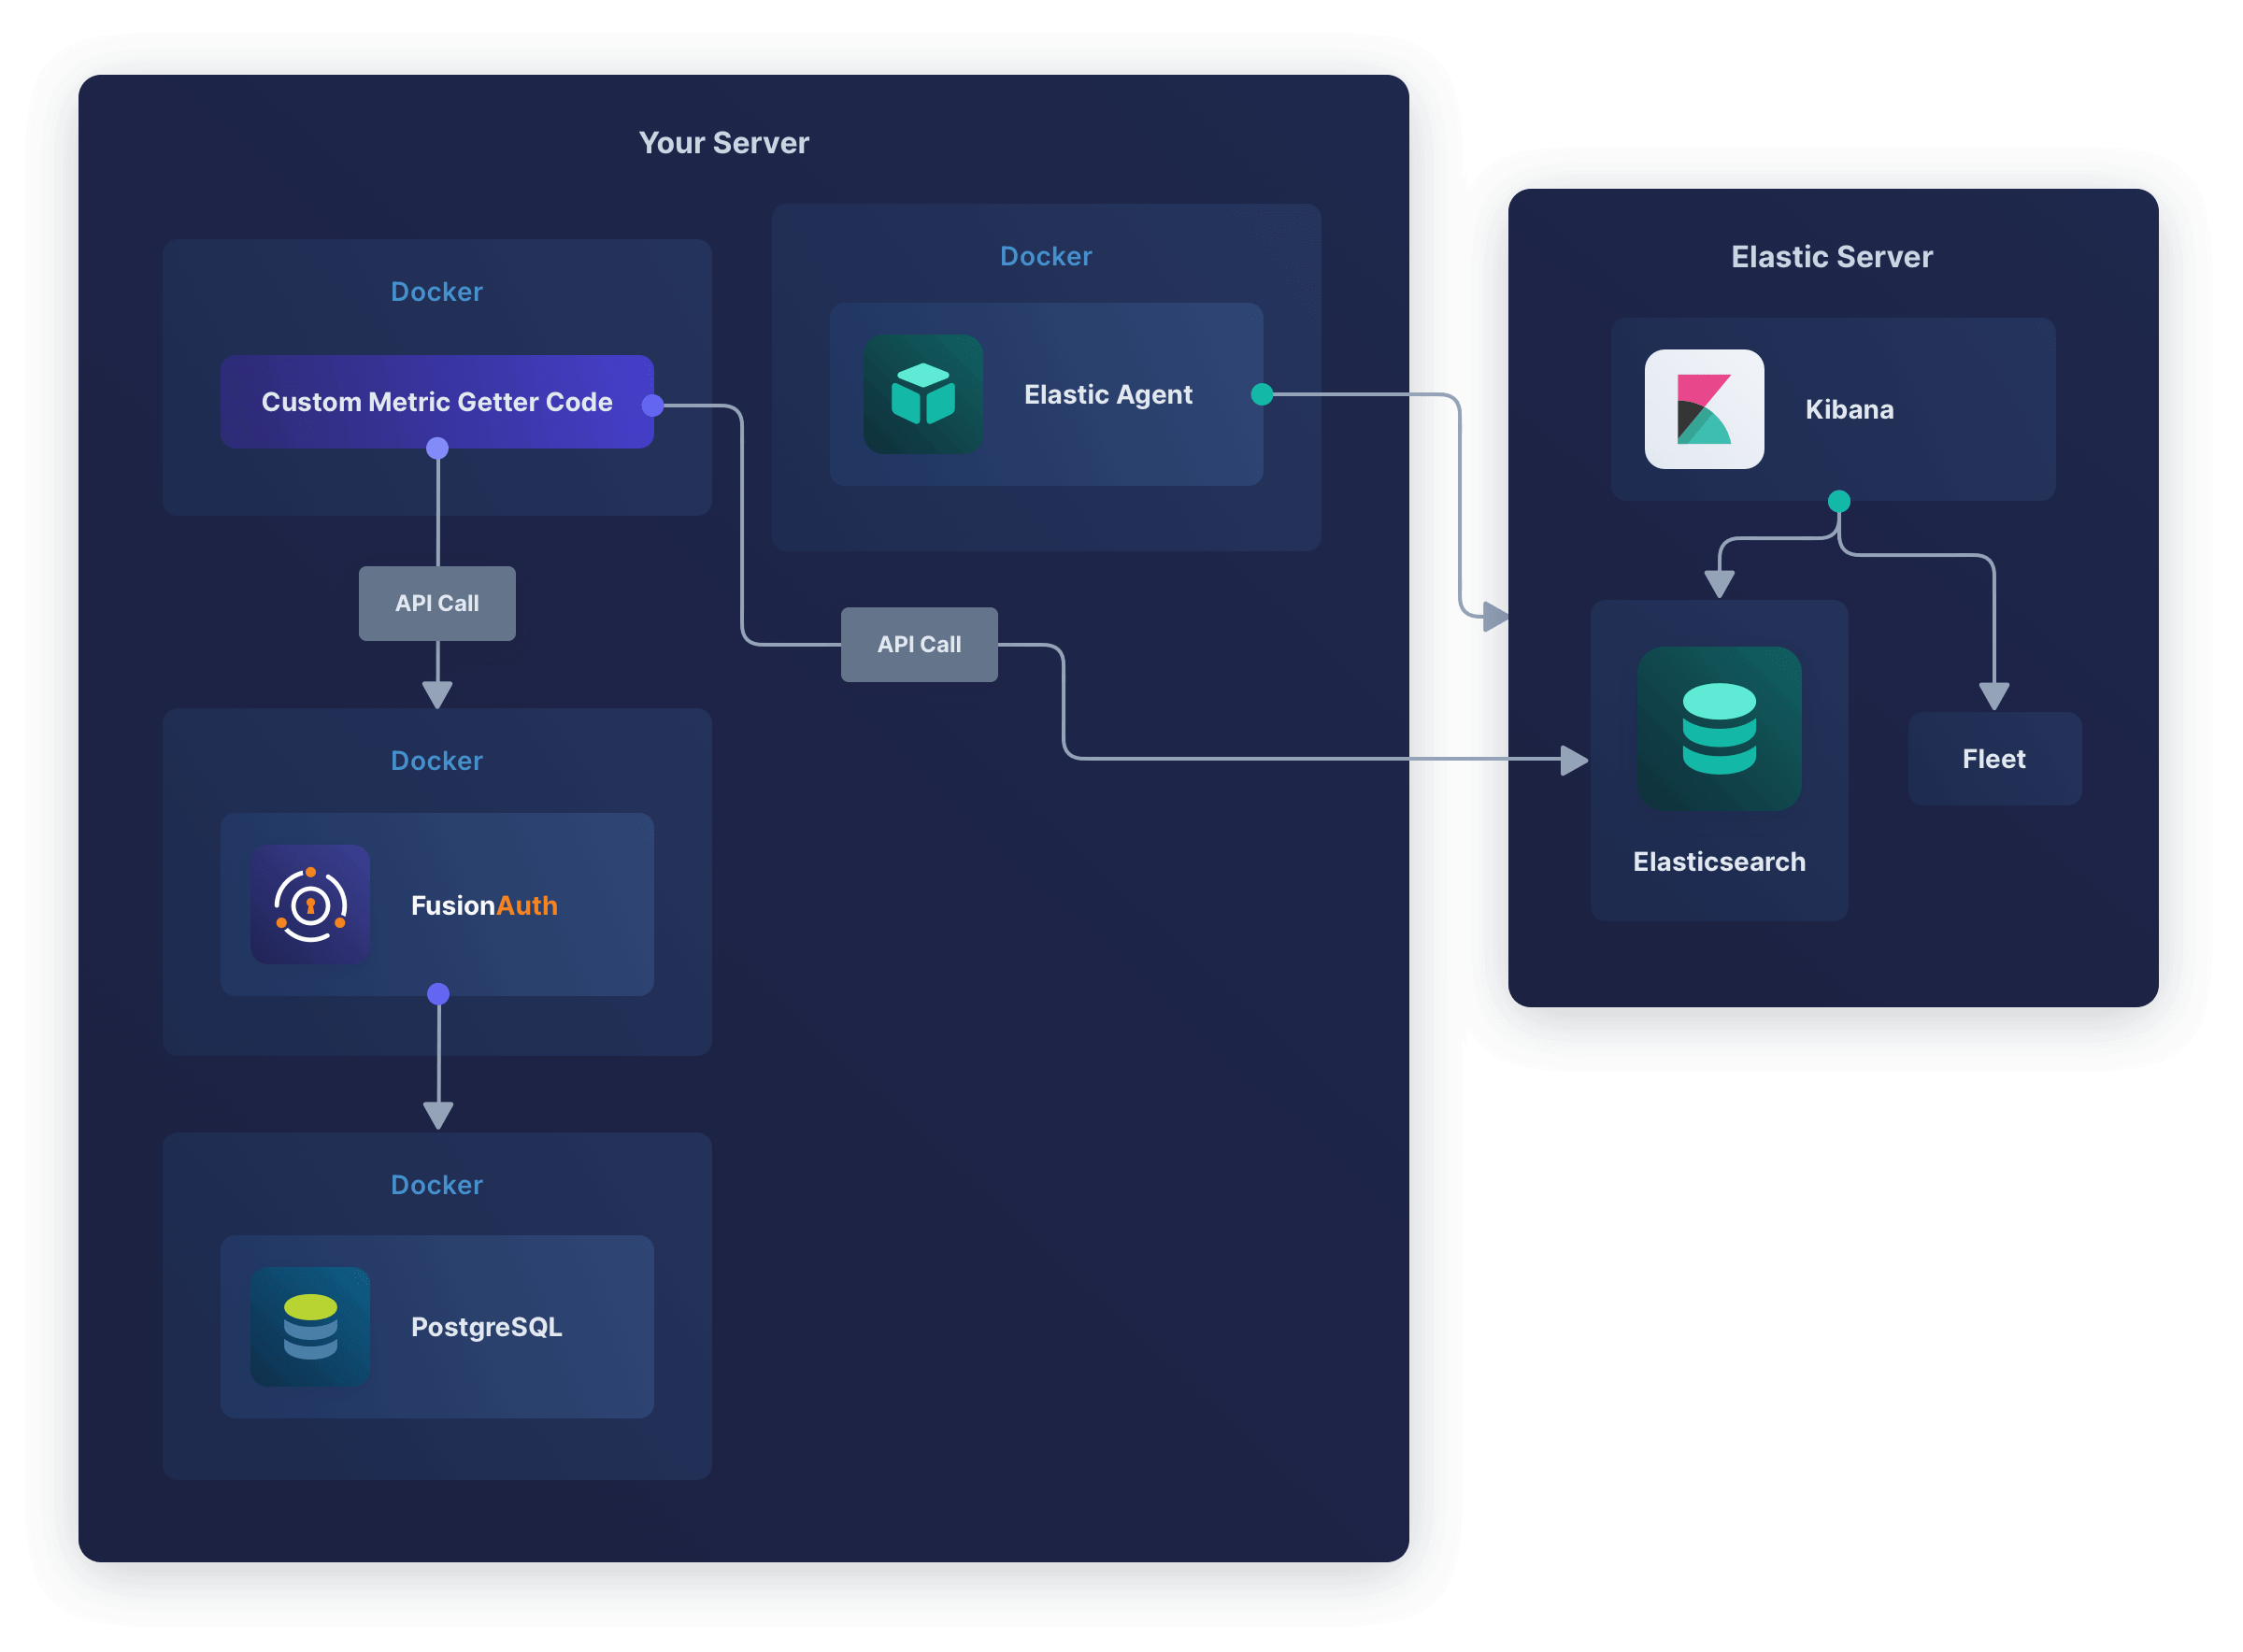 Your Server
Docker
Custom Metric Getter Code
Docker
Elastic Agent
API Call
API Call
Docker
FusionAuth
Docker
PostgreSQL
Elastic Server
Kibana
Elasticsearch
Fleet